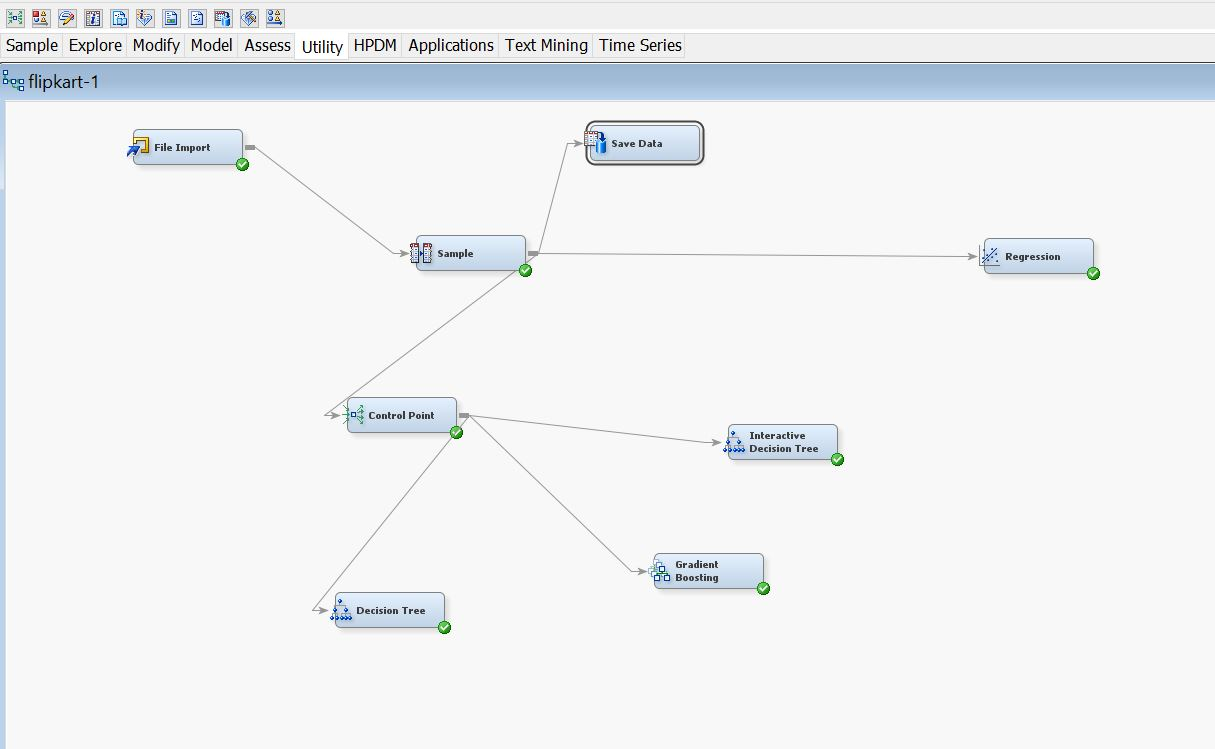 Sample Explore Modify Model Assess Utility HPDM Applications Text Mining Time Series
flipkart-1
File Import
Save Data
Sample
Regression
Control Point
Interactive
Decision Tree
Gradient
Boosting
Decision Tree